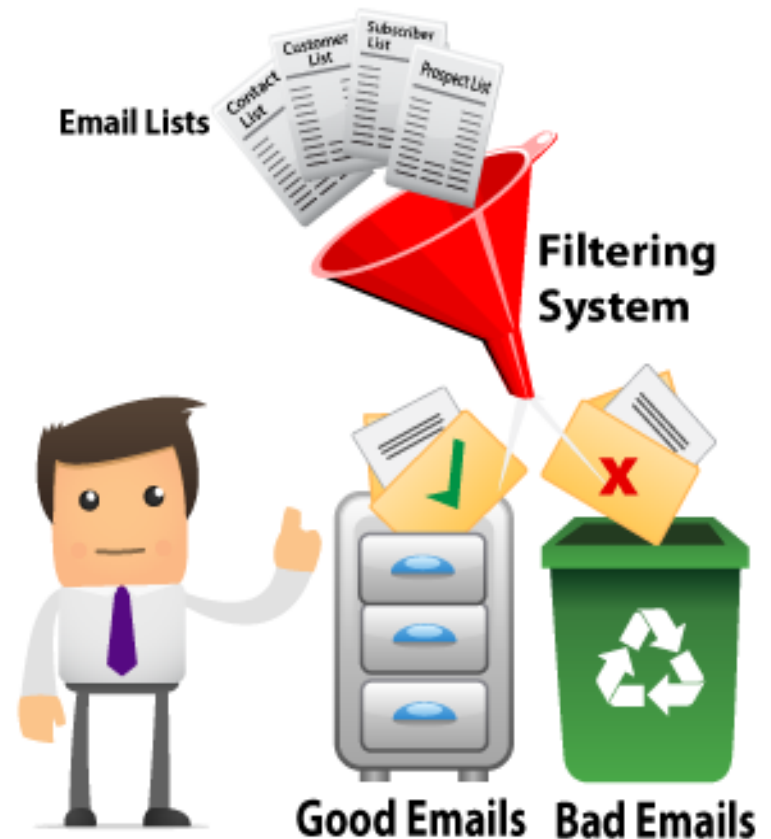 Subscriber
List
Customer
List
Prospect List
Contact
List
Email Lists
Filtering
System
X
Good Emails
Bad Emails